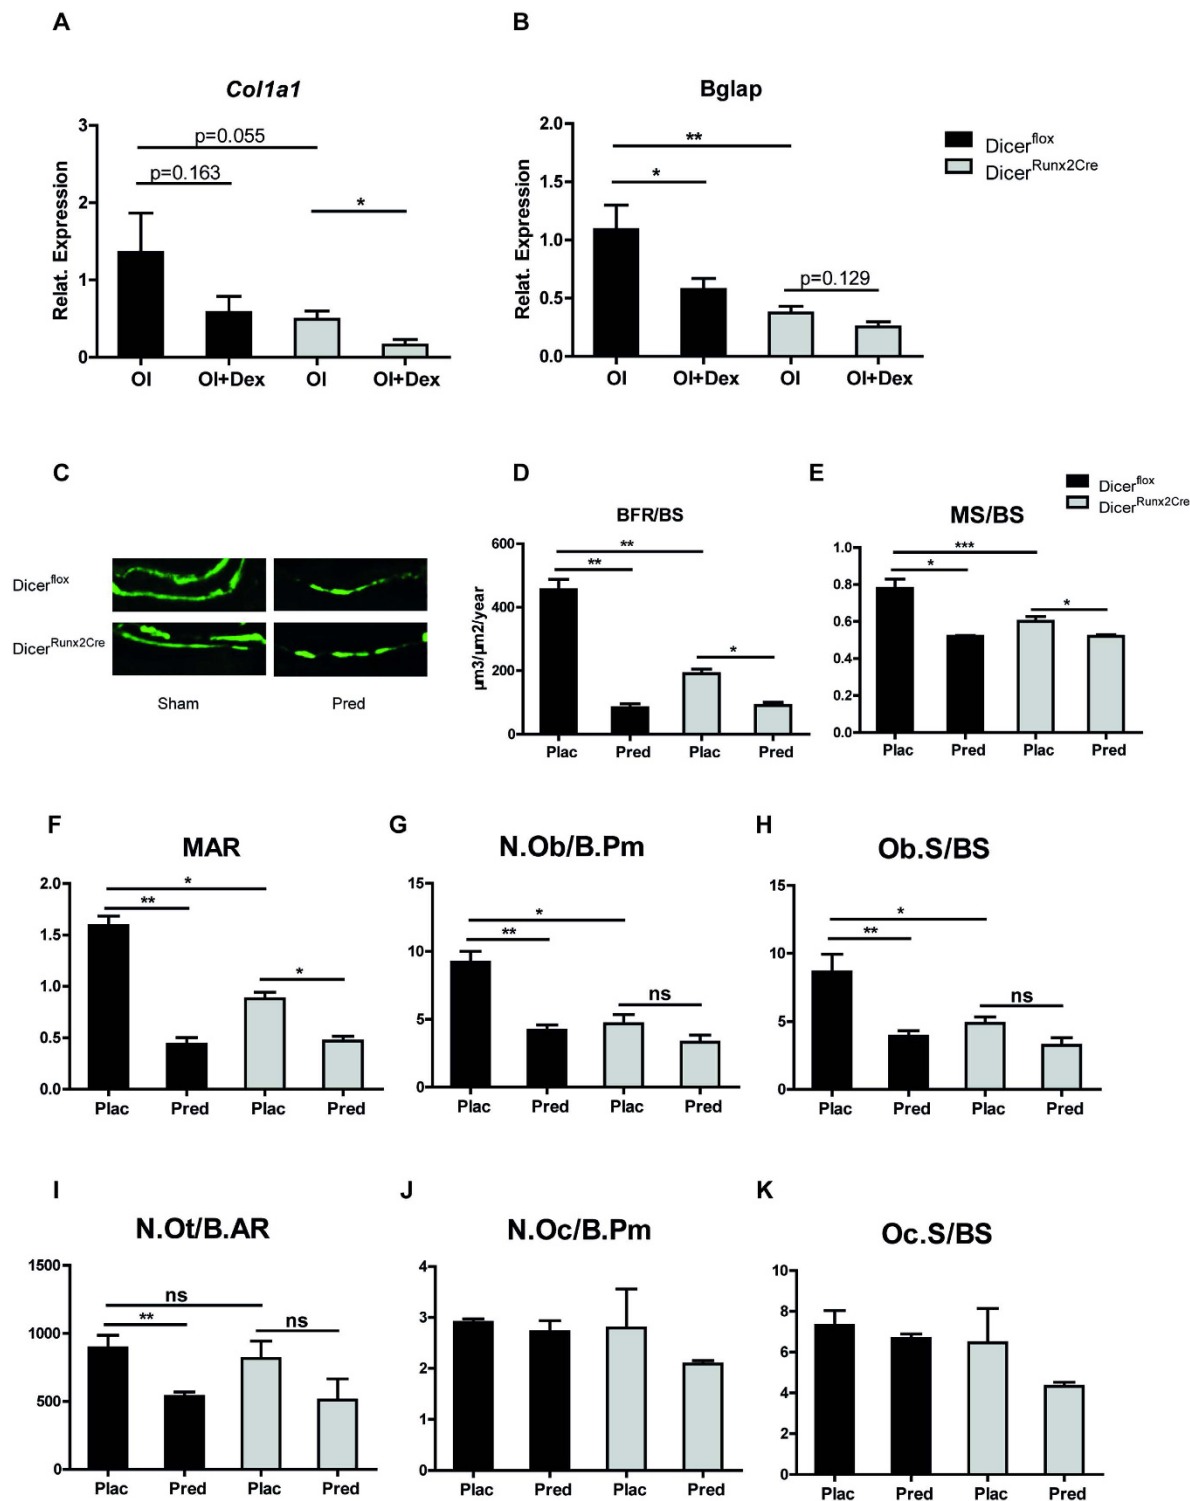 A
B
Col1a1
Bglap
Relat. Expression
3
2
1
0
p=0.055
p=0.163
*
OI
OI+Dex
OI
OI+Dex
Relat. Expression
2.0
1.5
1.0
0.5
0.0
**
*
p=0.129
OI
OI+Dex
OI
OI+Dex
Dicerflox
DicerRunx2Cre
C
Dicerflox
DicerRunx2Cre
Sham
Pred
D
BFR/BS
µm3/µm2/year
600
400
200
0
**
**
*
Plac
Pred
Plac
Pred
E
MS/BS
Dicerflox
DicerRunx2Cre
1.0
0.8
0.6
0.4
0.2
0.0
***
*
*
Plac
Pred
Plac
Pred
F
MAR
2.0
1.5
1.0
0.5
0.0
*
**
*
Plac
Pred
Plac
Pred
G
N.Ob/B.Pm
15
10
5
0
*
**
ns
Plac
Pred
Plac
Pred
H
Ob.S/BS
15
10
5
0
*
**
ns
Plac
Pred
Plac
Pred
I
N.Ot/B.AR
1500
1000
500
0
ns
**
ns
Plac
Pred
Plac
Pred
J
N.Oc/B.Pm
4
3
2
1
0
Plac
Pred
Plac
Pred
K
Oc.S/BS
10
8
6
4
2
0
Plac
Pred
Plac
Pred